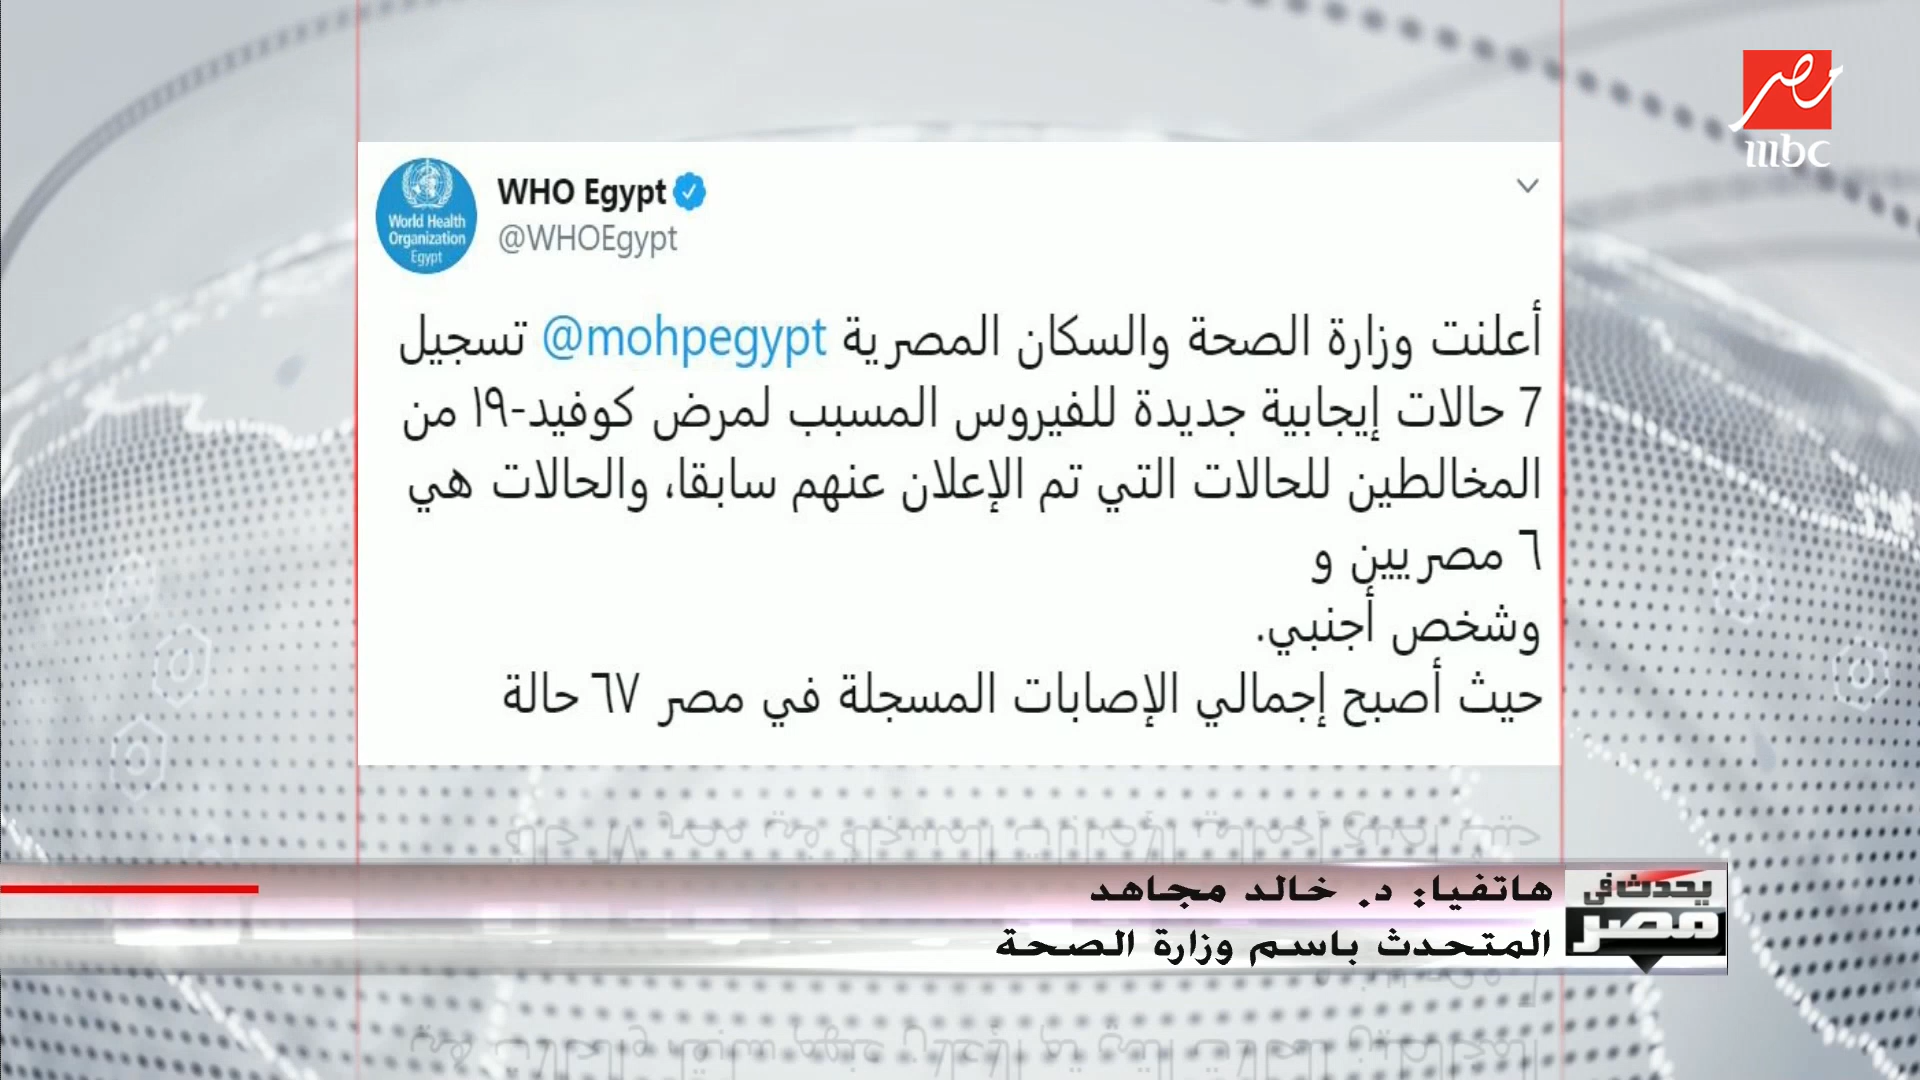 مصر
mbc
World Health
Organization
Egypt
WHO Egypt
@WHOEgypt
أعلنت وزارة الصحة والسكان المصرية @mohpegypt تسجيل
7 حالات إيجابية جديدة للفيروس المسبب لمرض كوفيد-١٩ من
المخالطين للحالات التي تم الإعلان عنهم سابقا، والحالات هي
٦ مصريين و
وشخص أجنبي.
حيث أصبح إجمالي الإصابات المسجلة في مصر ٦٧ حالة
هاتفيا: د. خالد مجاهد
المتحدث باسم وزارة الصحة
يحدث في
مصر